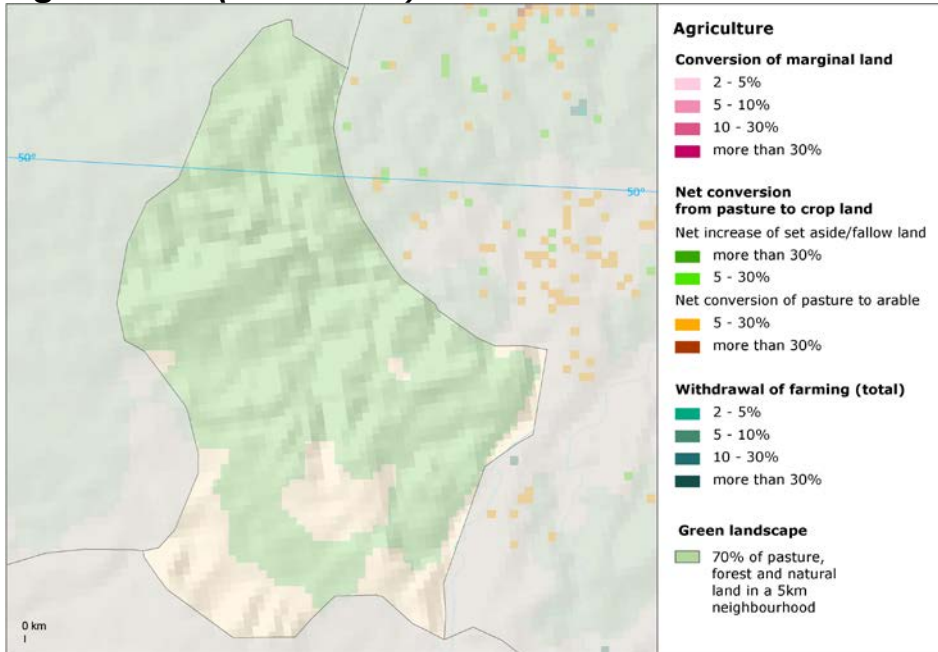 50°
50°
0 km
Agriculture
Conversion of marginal land
2 - 5%
5 - 10%
10 - 30%
more than 30%
Net conversion
from pasture to crop land
Net increase of set aside/fallow land
more than 30%
5 - 30%
Net conversion of pasture to arable
5 - 30%
more than 30%
Withdrawal of farming (total)
2 - 5%
5 - 10%
10 - 30%
more than 30%
Green landscape
70% of pasture,
forest and natural
land in a 5km
neighbourhood